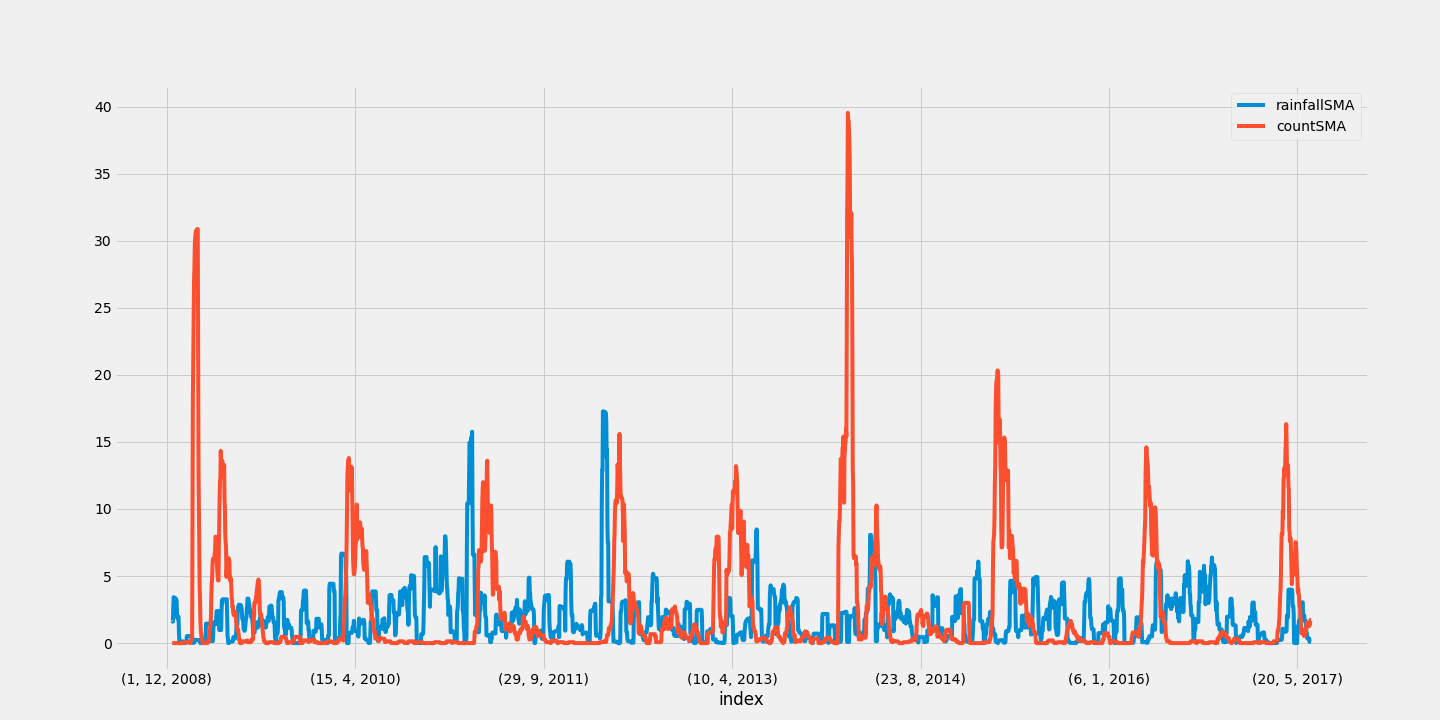 40
35
30
25
20
15
10
5
0
rainfallSMA
countSMA
(1, 12, 2008) (15, 4, 2010) (29, 9, 2011) (10, 4, 2013) (23, 8, 2014) (6, 1, 2016) (20, 5, 2017)
index